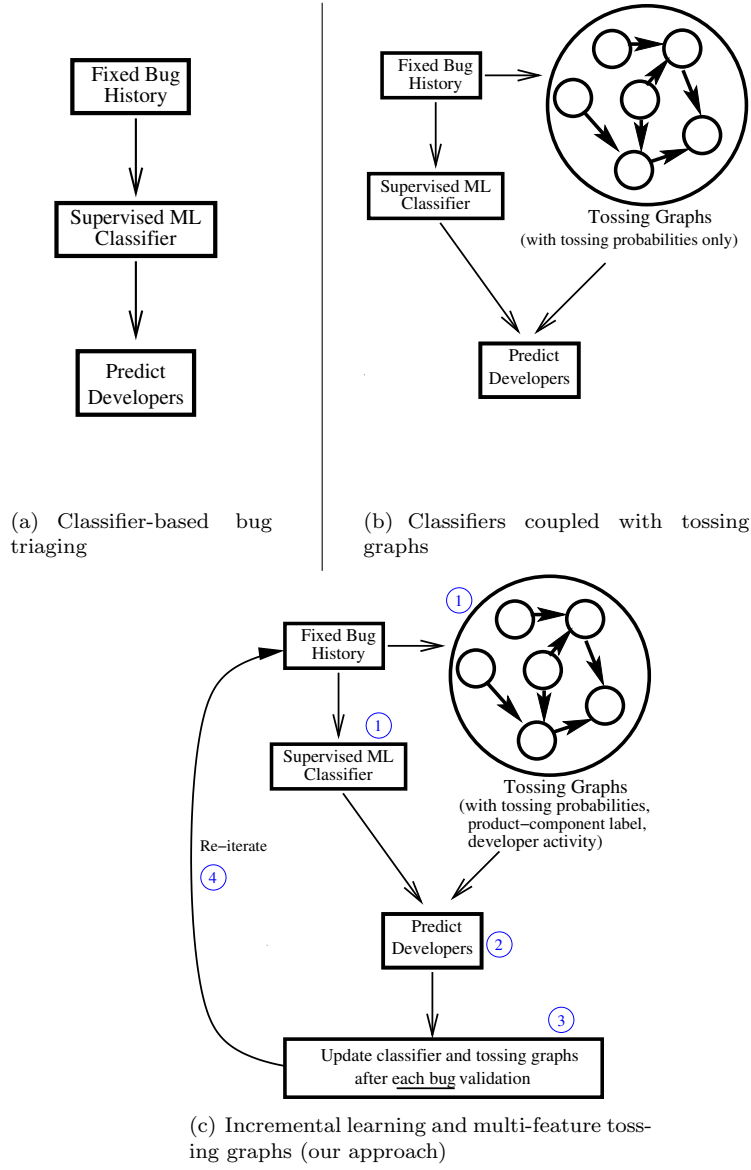 Fixed Bug
History
Supervised ML
Classifier
Predict
Developers
(a) Classifier-based bug
triaging
Fixed Bug
History
Supervised ML
Classifier
Tossing Graphs
(with tossing probabilities only)
Predict
Developers
(b) Classifiers coupled with tossing
graphs
1
Fixed Bug
History
1
Supervised ML
Classifier
Tossing Graphs
(with tossing probabilities,
product−component label,
developer activity)
Re−iterate
4
Predict
Developers
2
3
Update classifier and tossing graphs
after each bug validation
(c) Incremental learning and multi-feature toss-
ing graphs (our approach)